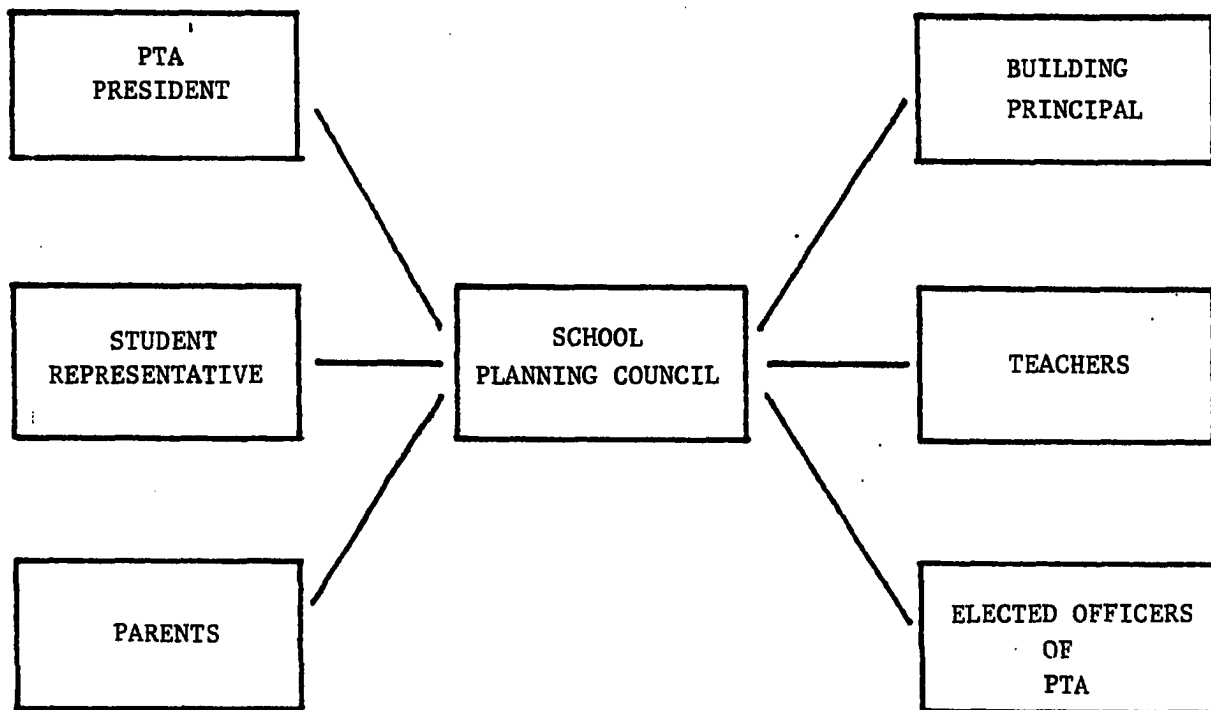 PTA
PRESIDENT
BUILDING
PRINCIPAL
STUDENT
REPRESENTATIVE
SCHOOL
PLANNING COUNCIL
TEACHERS
PARENTS
ELECTED OFFICERS
OF
PTA